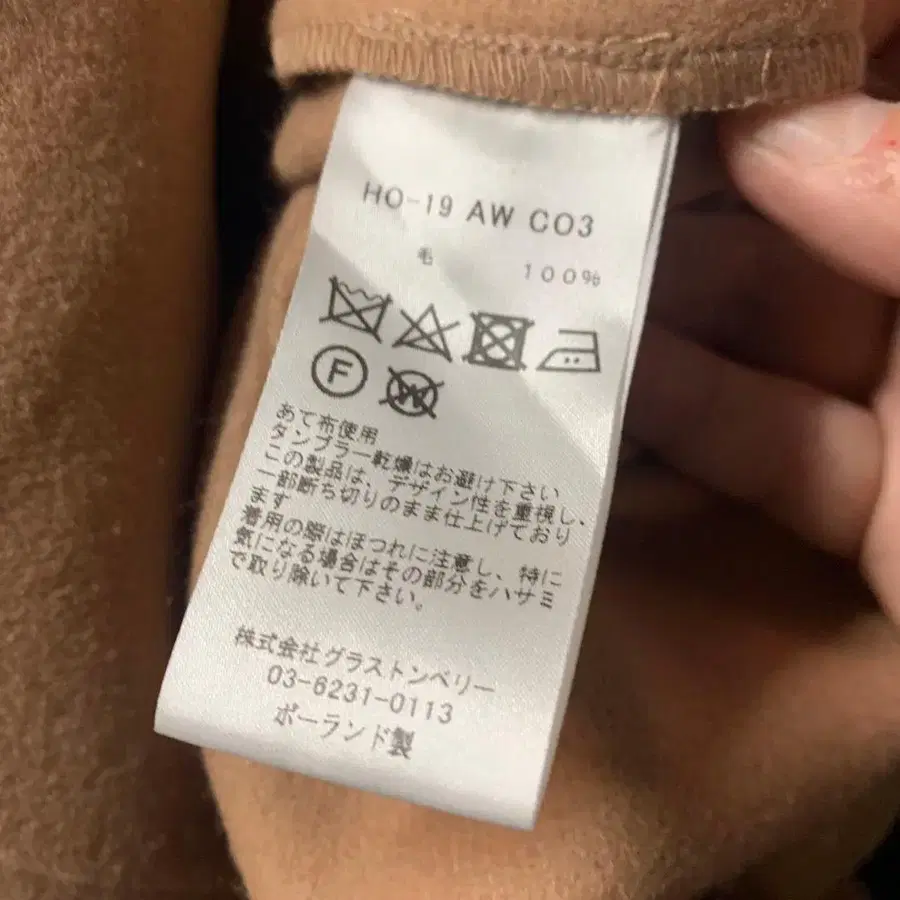 HO-19 AW CO3
毛 100%
F
W
あて布使用
タンブラー乾燥はお避け下さい
この製品は、デザイン性を重視し、
一部断ち切りのまま仕上げており
ます
着用の際はほつれに注意し、特に
気になる場合はその部分をハサミ
で取り除いて下さい。
株式会社グラストンベリー
03-6231-0113
ポーランド製